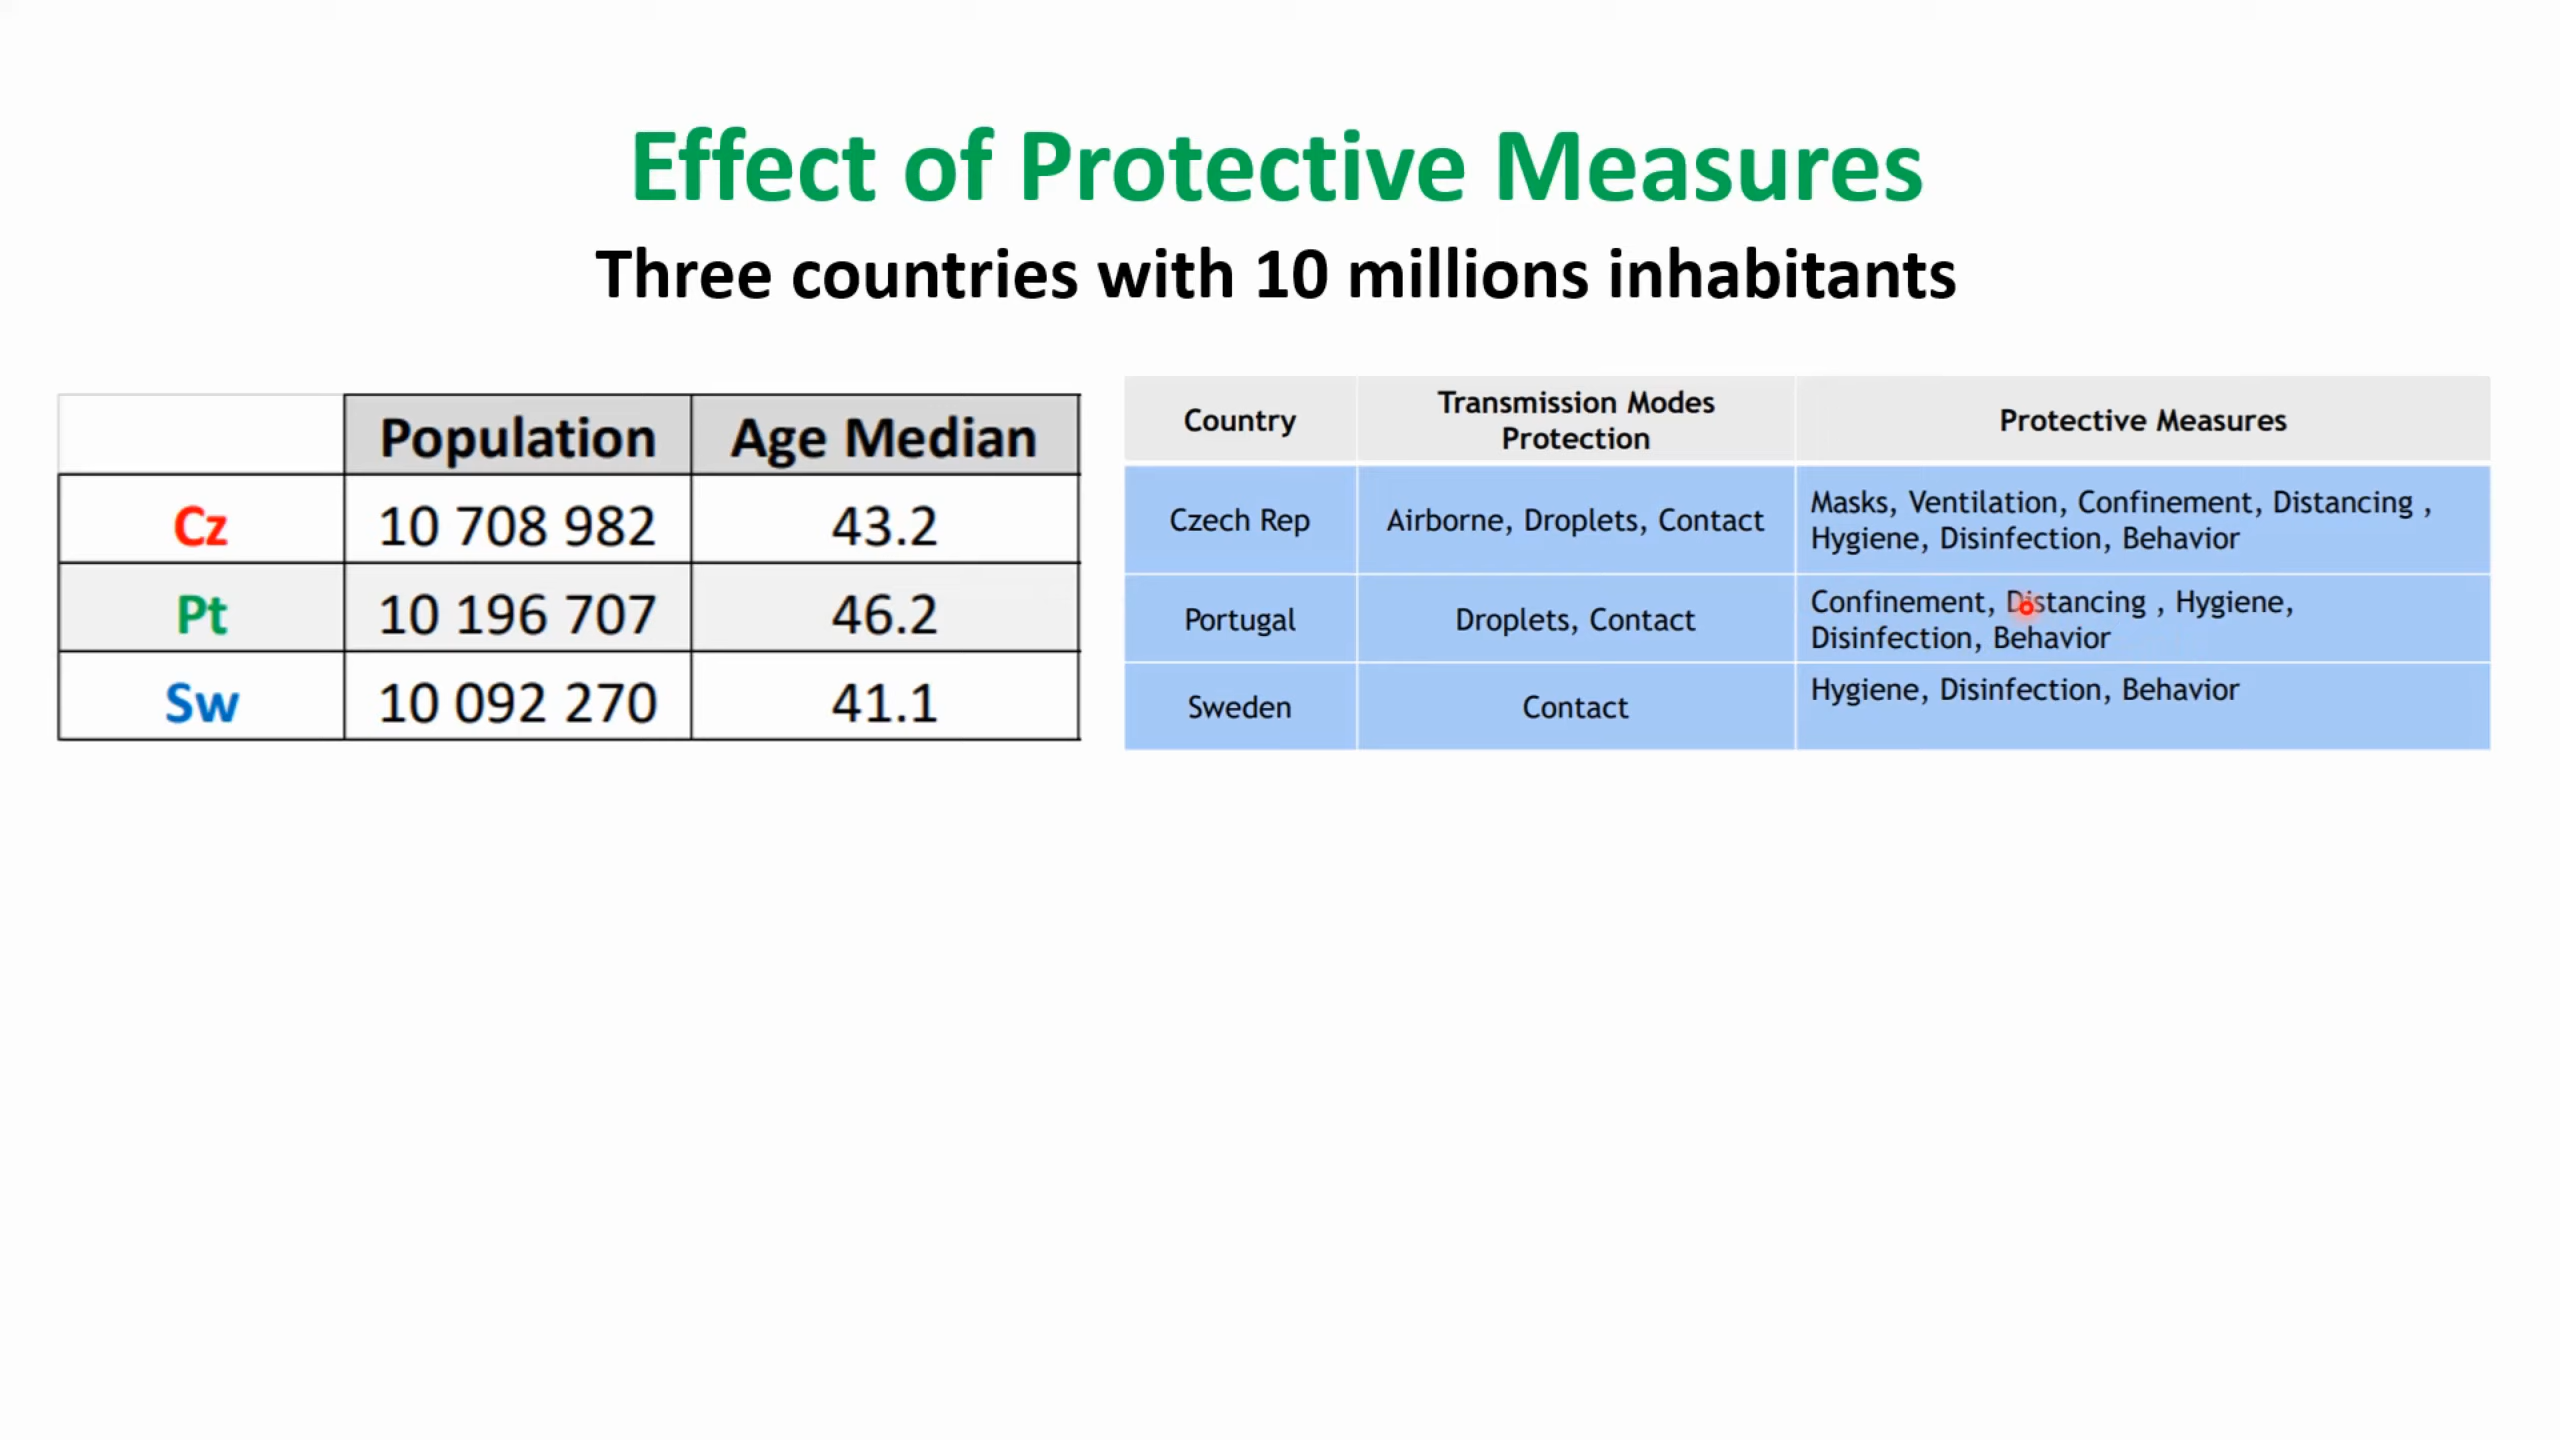 Effect of Protective Measures
Three countries with 10 millions inhabitants
Population Age Median
Cz 10 708 982 43.2
Pt 10 196 707 46.2
Sw 10 092 270 41.1
Country Transmission Modes Protection Protective Measures
Czech Rep Airborne, Droplets, Contact Masks, Ventilation, Confinement, Distancing ,
Hygiene, Disinfection, Behavior
Portugal Droplets, Contact Confinement, Distancing , Hygiene,
Disinfection, Behavior
Sweden Contact Hygiene, Disinfection, Behavior